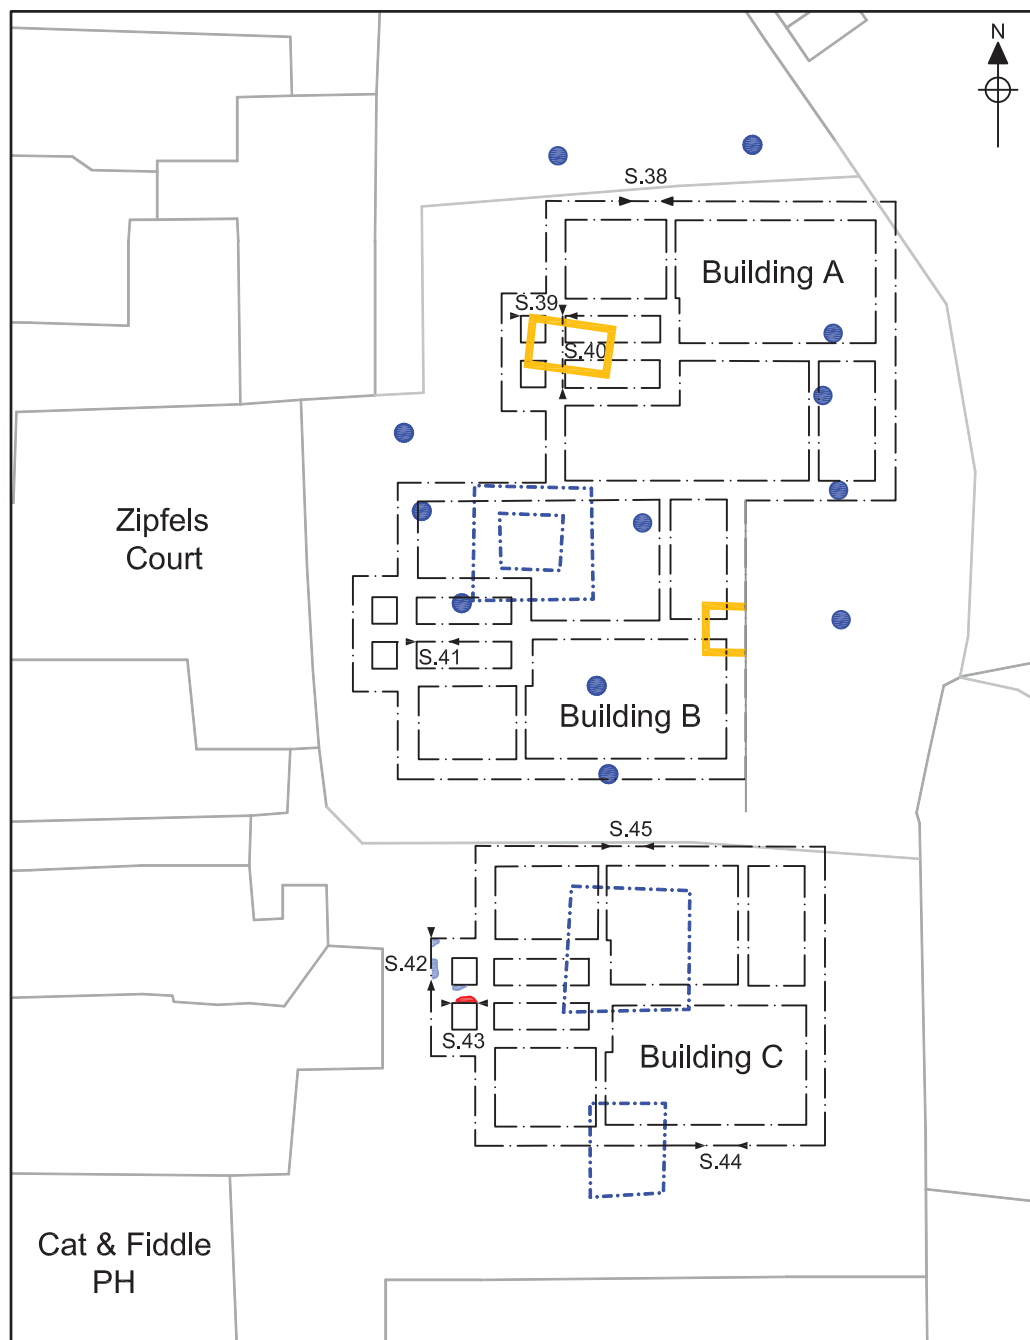 N
S.38
Building A
S.39
S.40
Zipfels
Court
S.41
Building B
S.45
S.42
S.43
Building C
S.44
Cat & Fiddle
PH